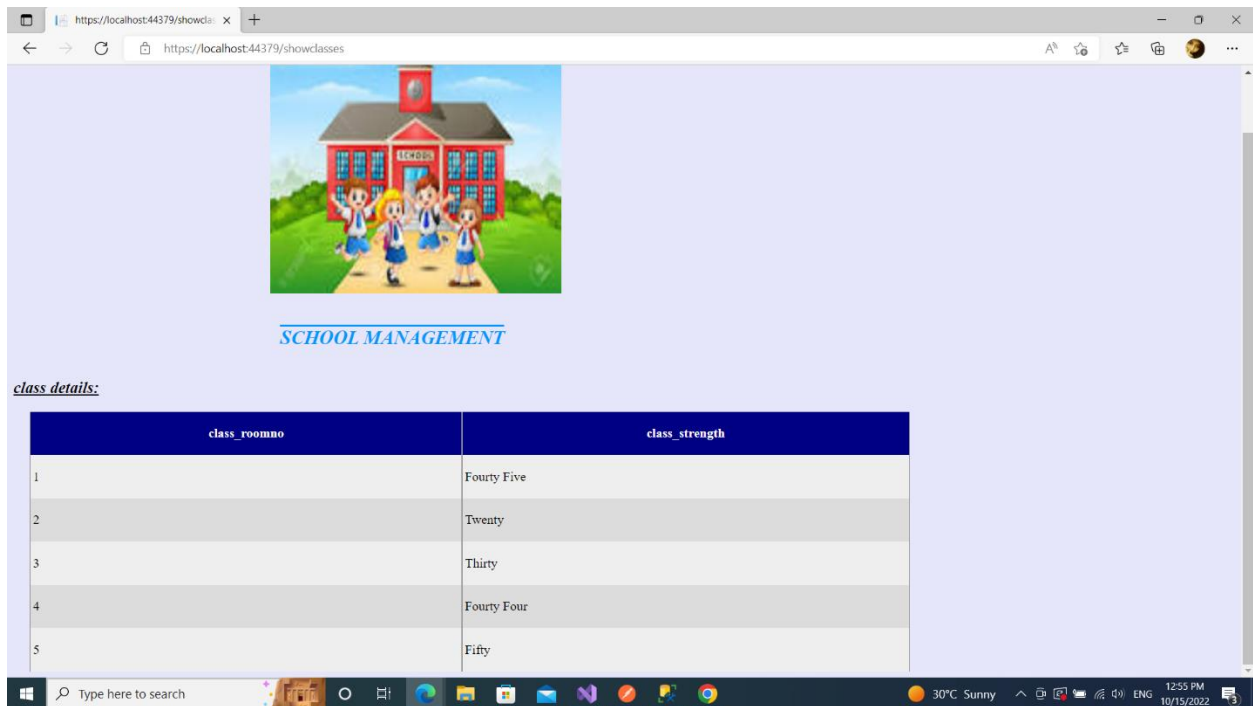 https://localhost:44379/showclas
https://localhost:44379/showclasses
SCHOOL
SCHOOL MANAGEMENT
class details:
class_roomno class_strength
1 Fourty Five
2 Twenty
3 Thirty
4 Fourty Four
5 Fifty
Type here to search
30°C Sunny
ENG
12:55 PM
10/15/2022
3